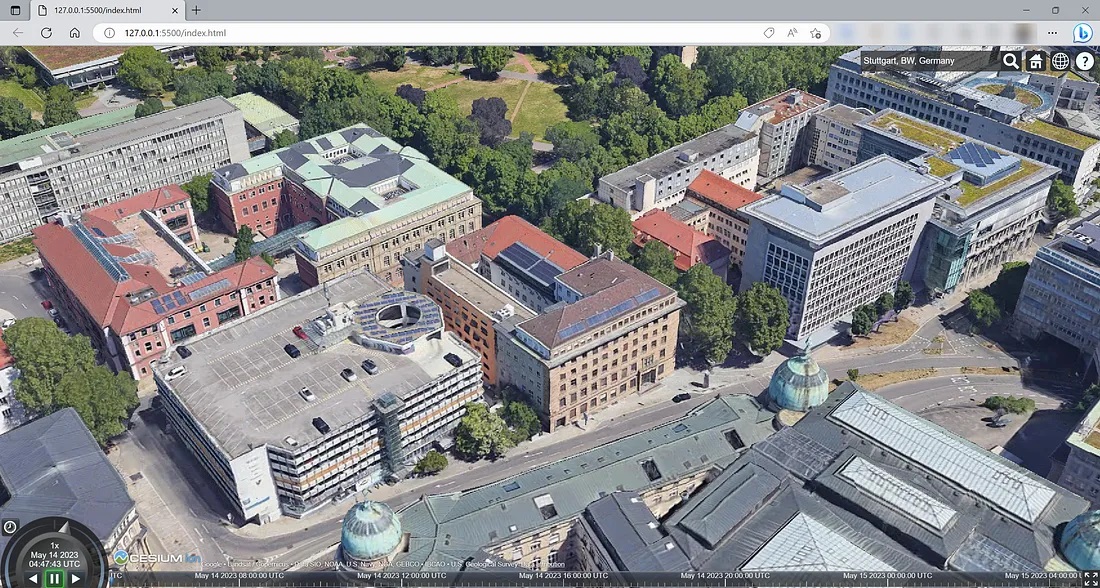 127.0.0.1:5500/index.html
127.0.0.1:5500/index.html
Stuttgart, BW, Germany
1x
May 14 2023
04:47:43 UTC
CESIUM ion
Google • Landsat / Copernicus • Data SIO, NOAA, U.S. Navy, NGA, GEBCO • IBCAO • U.S. Geological Survey Data attribution
UTC
May 14 2023 08:00:00 UTC
May 14 2023 12:00:00 UTC
May 14 2023 16:00:00 UTC
May 14 2023 20:00:00 UTC
May 15 2023 00:00:00 UTC
May 15 2023 04:00:00